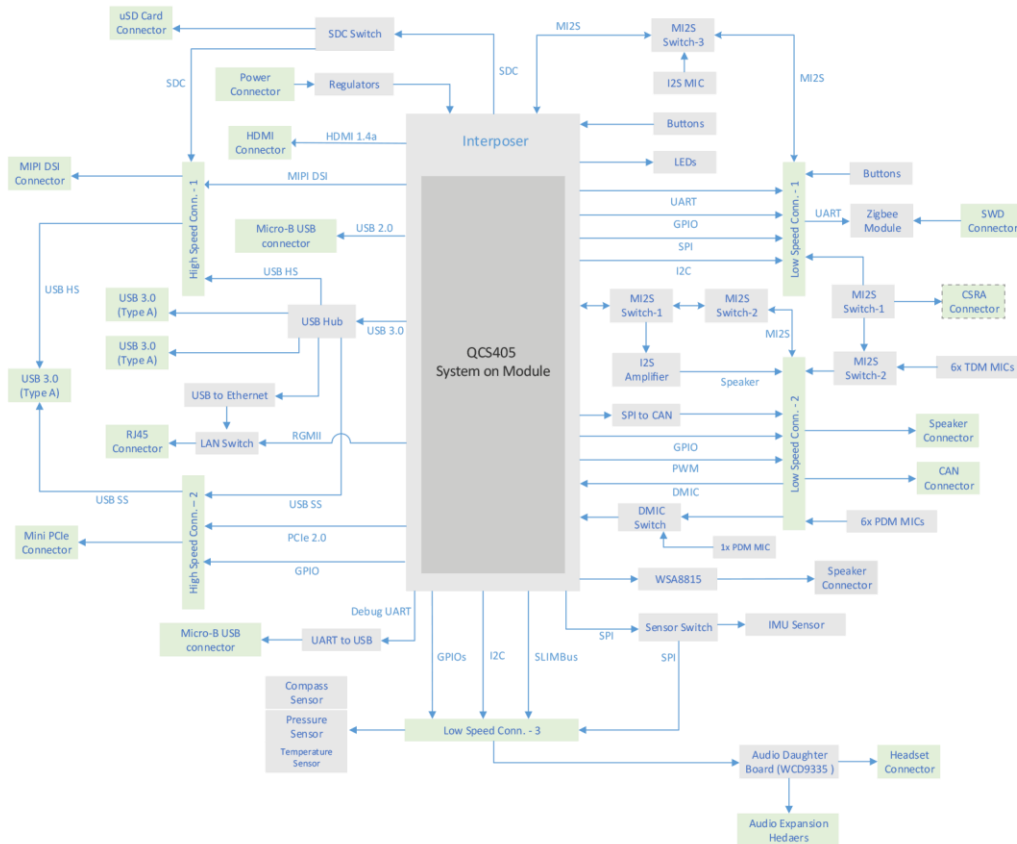 uSD Card
Connector
SDC Switch
MI2S
MI2S
Switch-3
SDC
SDC
I2S MIC
MI2S
Power
Connector
Regulators
HDMI
Connector
HDMI 1.4a
Interposer
Buttons
LEDs
MIPI DSI
Connector
MIPI DSI
High Speed Conn. - 1
UART
GPIO
SPI
I2C
Low Speed Conn. - 1
Buttons
UART
Zigbee
Module
SWD
Connector
Micro-B USB
connector
USB 2.0
USB HS
USB HS
USB 3.0
(Type A)
USB Hub
USB 3.0
USB 3.0
(Type A)
USB 3.0
(Type A)
QCS405
System on Module
MI2S
Switch-1
MI2S
Switch-2
MI2S
MI2S
Switch-1
CSRA
Connector
I2S
Amplifier
Speaker
MI2S
Switch-2
6x TDM MICs
USB to Ethernet
RJ45
Connector
LAN Switch
RGMII
SPI to CAN
GPIO
PWM
DMIC
Low Speed Conn. - 2
Speaker
Connector
CAN
Connector
USB SS
USB SS
High Speed Conn. – 2
Mini PCIe
Connector
PCIe 2.0
GPIO
DMIC
Switch
1x PDM MIC
6x PDM MICs
WSA8815
Speaker
Connector
Debug UART
Micro-B USB
connector
UART to USB
SPI
Sensor Switch
IMU Sensor
SPI
GPIOs
I2C
SLIMBus
Compass
Sensor
Pressure
Sensor
Temperature
Sensor
Low Speed Conn. - 3
Audio Daughter
Board (WCD9335 )
Headset
Connector
Audio Expansion
Hedaers